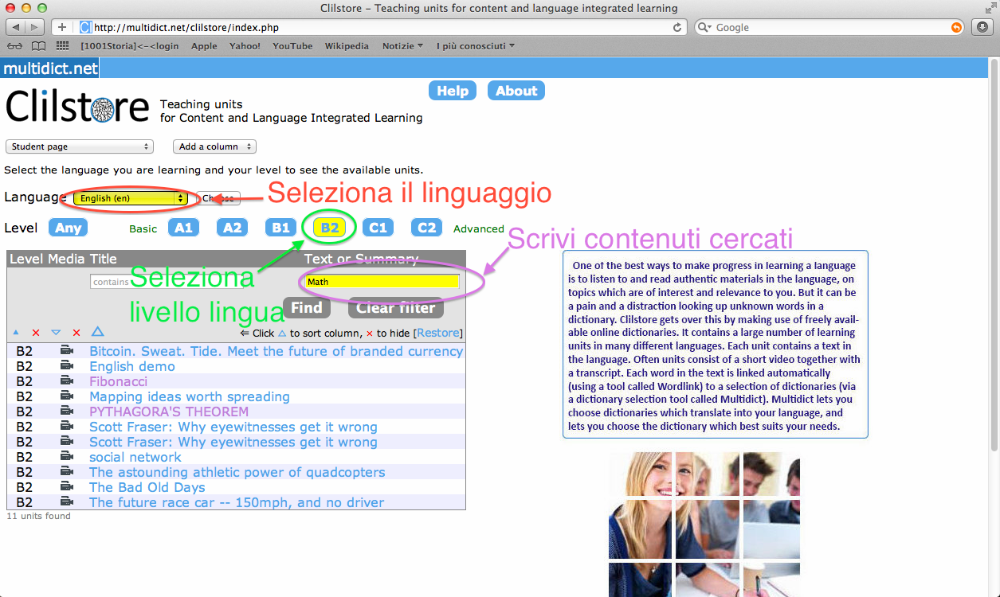 Clilstore – Teaching units for content and language integrated learning
http://multidict.net/clilstore/index.php
Google
[1001Storia]<-<login Apple Yahoo! YouTube Wikipedia Notizie I più conosciuti
multidict.net
Help About
Clilstore
Teaching units
for Content and Language Integrated Learning
Student page Add a column
Select the language you are learning and your level to see the available units.
Language English (en) Choose
Seleziona il linguaggio
Level Any Basic A1 A2 B1 B2 C1 C2 Advanced
Scrivi contenuti cercati
Level Media Title Text or Summary
contains Math
Seleziona
livello lingua
Find Clear filter
⇐ Click △ to sort column, × to hide [Restore]
B2 Bitcoin. Sweat. Tide. Meet the future of branded currency
B2 English demo
B2 Fibonacci
B2 Mapping ideas worth spreading
B2 PYTHAGORA'S THEOREM
B2 Scott Fraser: Why eyewitnesses get it wrong
B2 Scott Fraser: Why eyewitnesses get it wrong
B2 social network
B2 The astounding athletic power of quadcopters
B2 The Bad Old Days
B2 The future race car -- 150mph, and no driver
11 units found
One of the best ways to make progress in learning a language
is to listen to and read authentic materials in the language, on
topics which are of interest and relevance to you. But it can be
a pain and a distraction looking up unknown words in a
dictionary. Clilstore gets over this by making use of freely avail-
able online dictionaries. It contains a large number of learning
units in many different languages. Each unit contains a text in
the language. Often units consist of a short video together with
a transcript. Each word in the text is linked automatically
(using a tool called Wordlink) to a selection of dictionaries (via
a dictionary selection tool called Multidict). Multidict lets you
choose dictionaries which translate into your language, and
lets you choose the dictionary which best suits your needs.